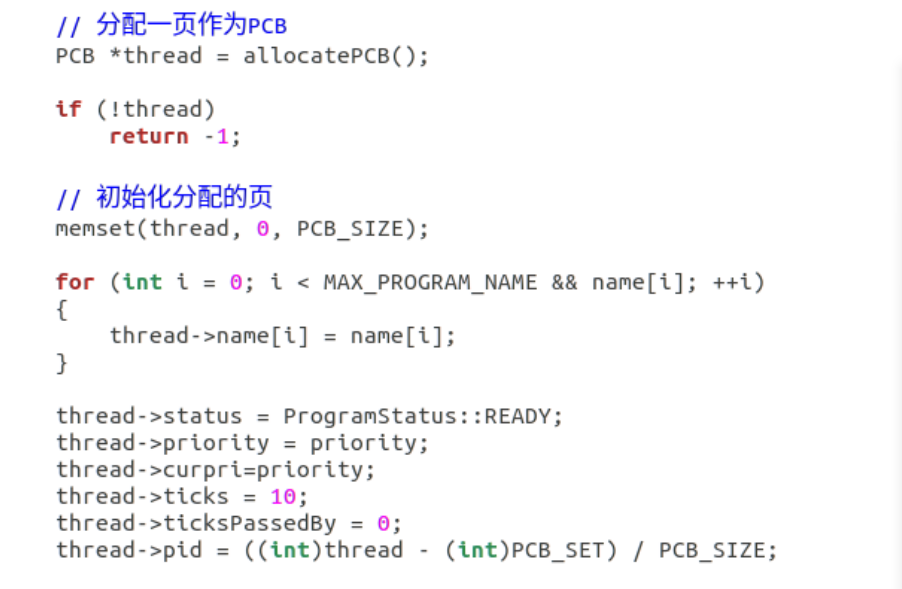 // 分配一页作为PCB
PCB *thread = allocatePCB();
if (!thread)
return -1;
// 初始化分配的页
memset(thread, 0, PCB_SIZE);
for (int i = 0; i < MAX_PROGRAM_NAME && name[i]; ++i)
{
thread->name[i] = name[i];
}
thread->status = ProgramStatus::READY;
thread->priority = priority;
thread->curpri=priority;
thread->ticks = 10;
thread->ticksPassedBy = 0;
thread->pid = ((int)thread - (int)PCB_SET) / PCB_SIZE;